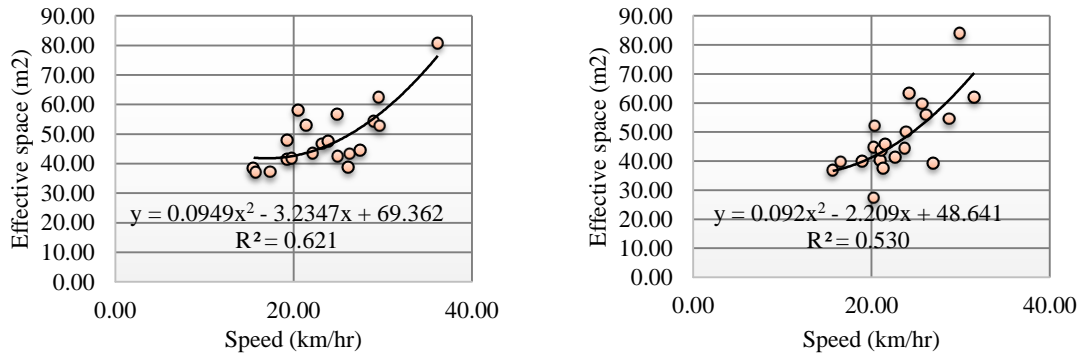 90.00
80.00
70.00
60.00
50.00
40.00
30.00
20.00
10.00
0.00
Effective space (m2)
y = 0.0949x² - 3.2347x + 69.362
R² = 0.621
0.00 20.00 40.00
Speed (km/hr)
90.00
80.00
70.00
60.00
50.00
40.00
30.00
20.00
10.00
0.00
Effective space (m2)
y = 0.092x² - 2.209x + 48.641
R² = 0.530
0.00 20.00 40.00
Speed (km/hr)